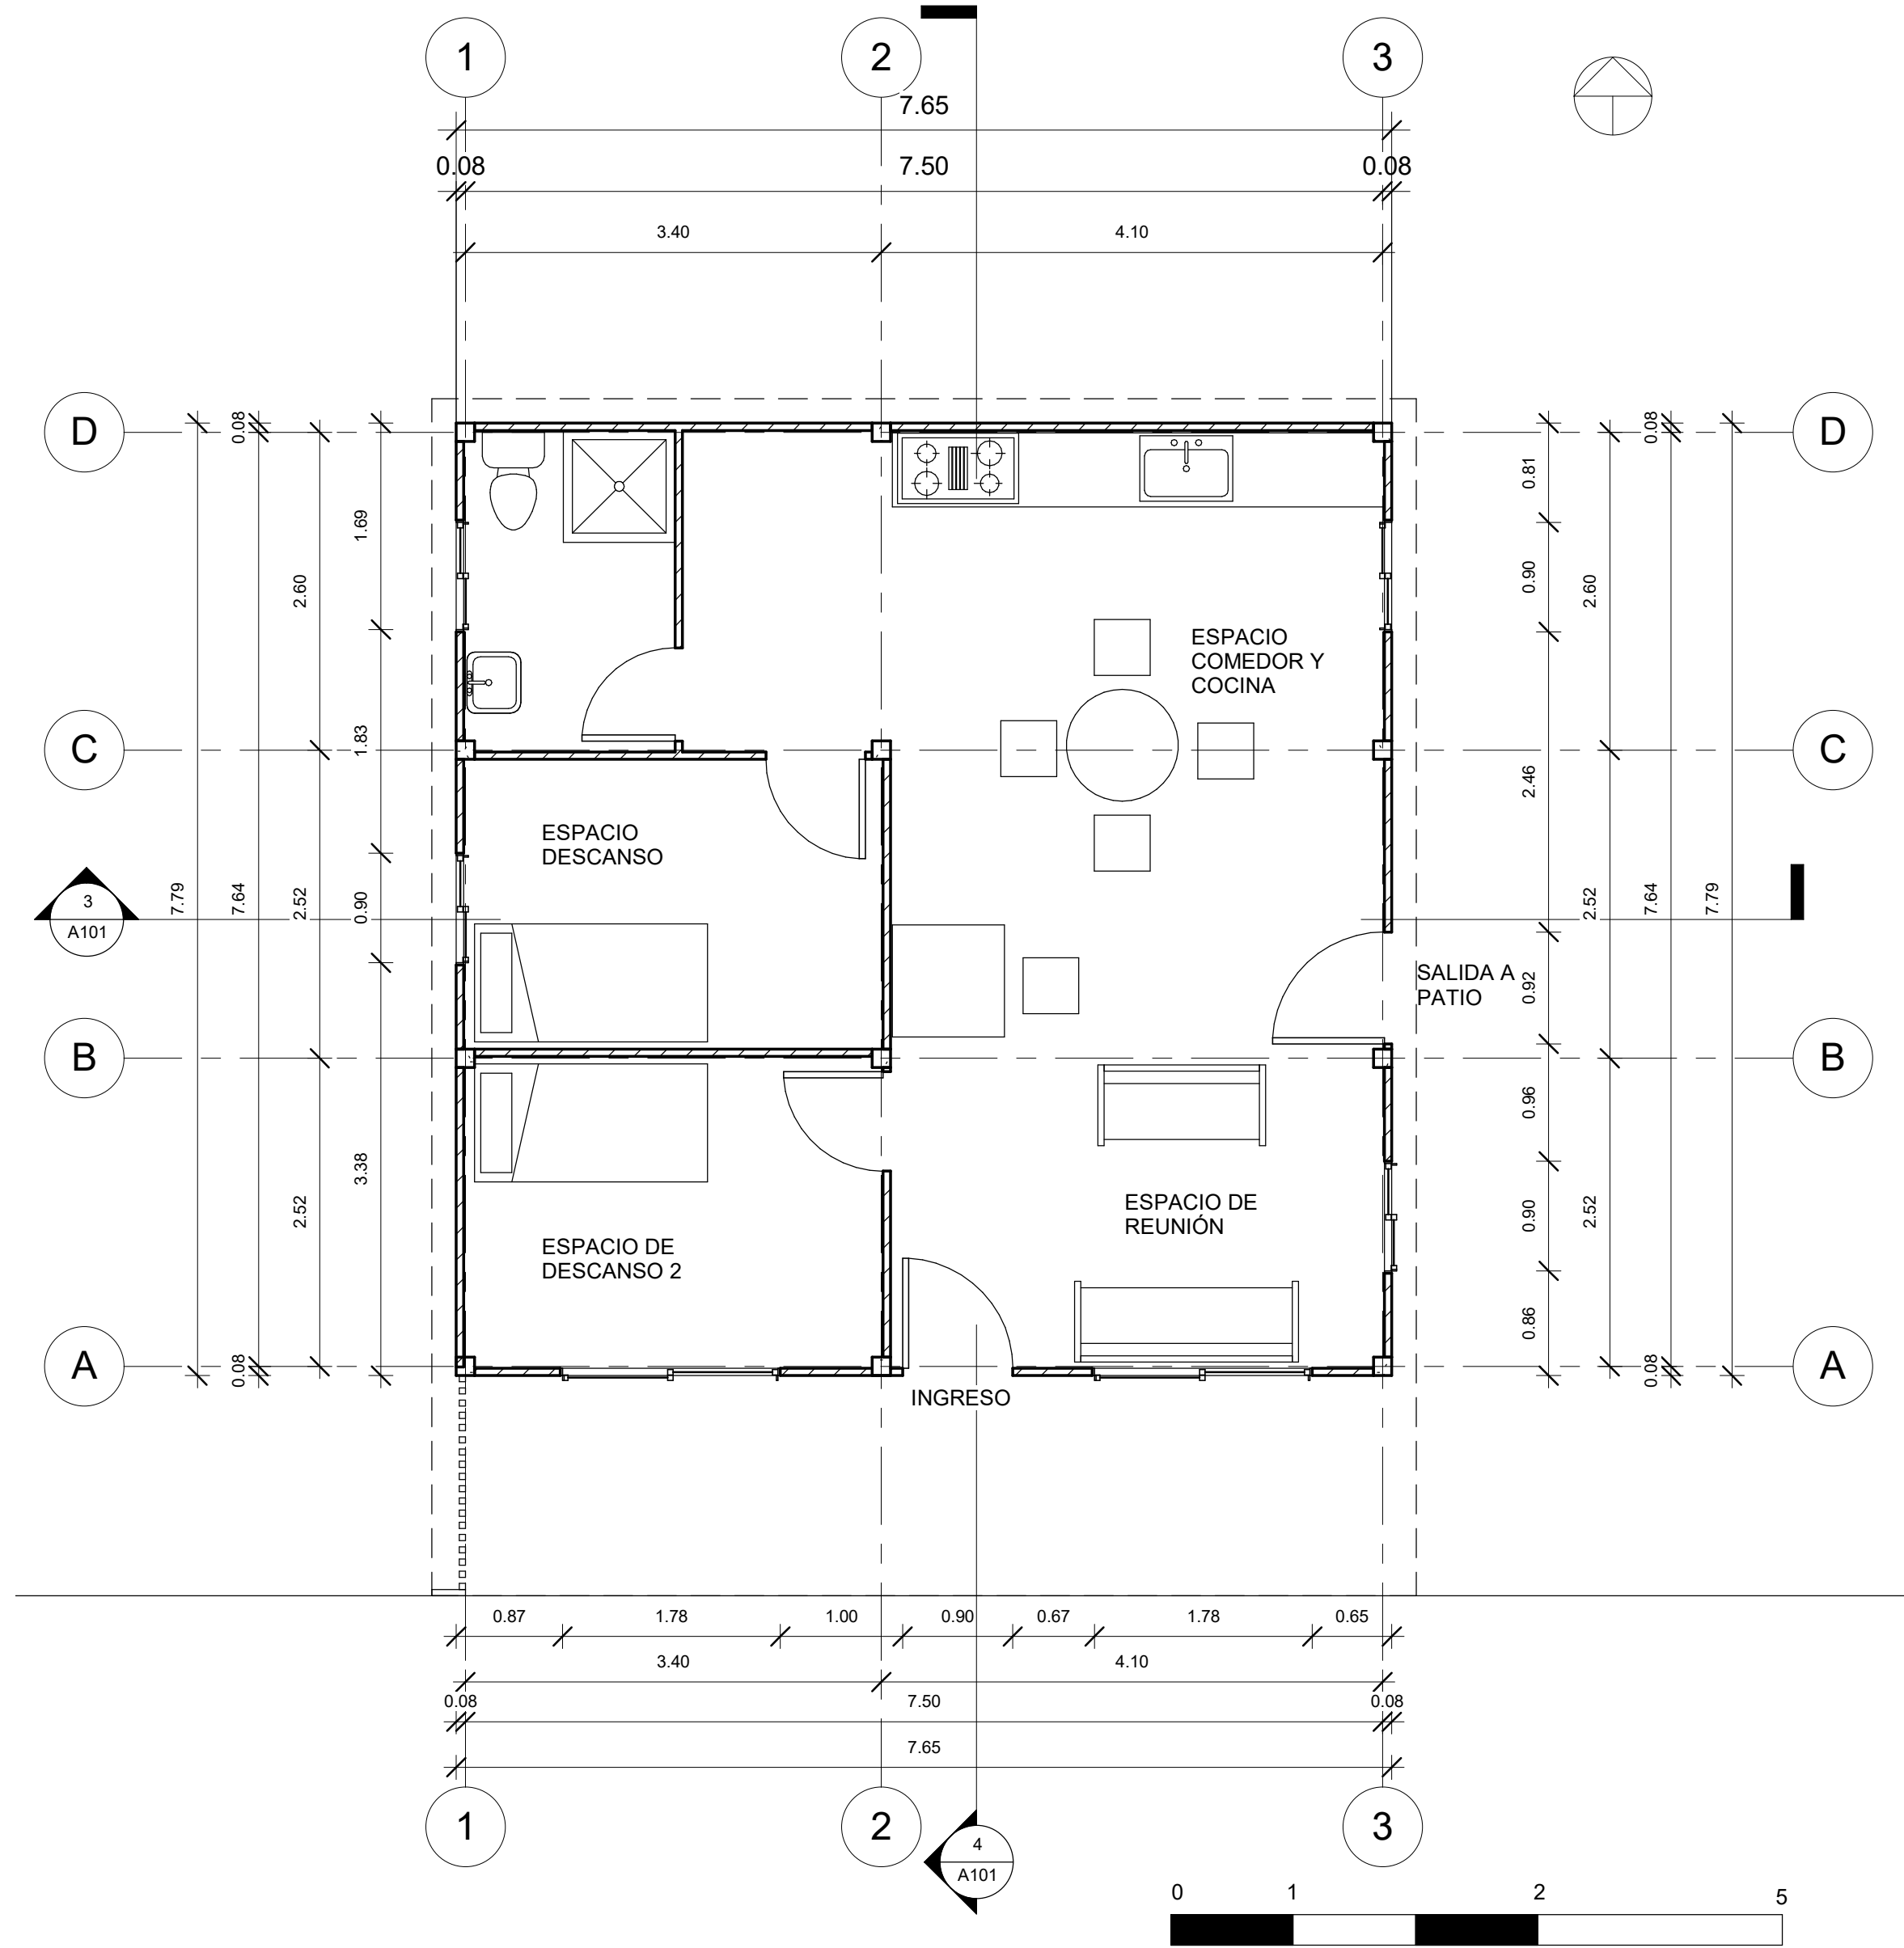 1 2 3
7.65
0.08 7.50 0.08
3.40 4.10
D D
0.08 0.08
0.81
1.69
0.90
2.60 2.60
ESPACIO
COMEDOR Y
COCINA
C C
1.83
2.46
ESPACIO
DESCANSO
3
A101
7.79 7.64 2.52 0.90 2.52 7.64 7.79
SALIDA A
PATIO
0.92
B B
0.96
3.38
2.52 0.90 2.52
ESPACIO DE
REUNIÓN
ESPACIO DE
DESCANSO 2
0.86
A A
0.08 0.08
INGRESO
0.87 1.78 1.00 0.90 0.67 1.78 0.65
3.40 4.10
0.08 7.50 0.08
7.65
1 2 3
4
A101
0 1 2 5